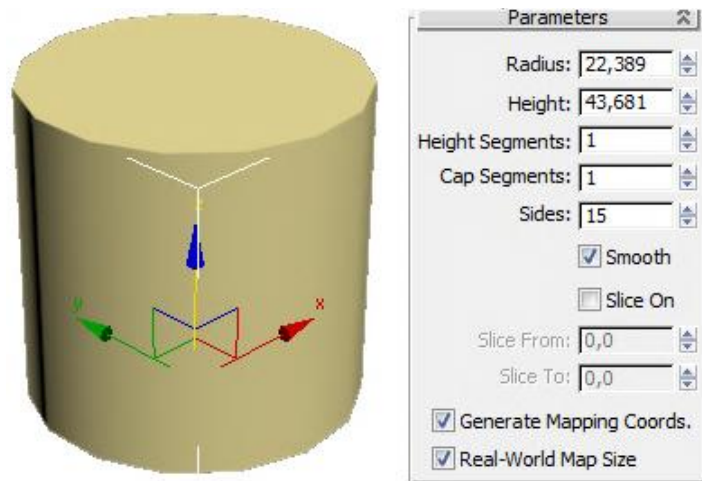 Parameters
Radius: 22,389
Height: 43,681
Height Segments: 1
Cap Segments: 1
Sides: 15
Smooth
Slice On
Slice From: 0,0
Slice To: 0,0
Generate Mapping Coords.
Real-World Map Size
z
y
x